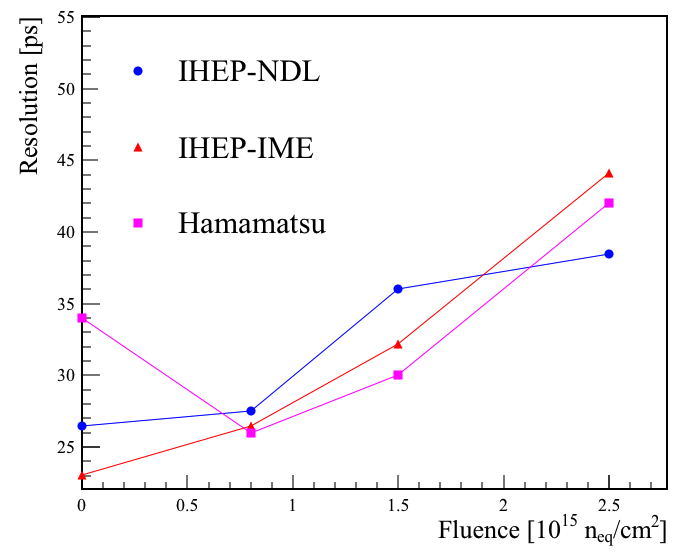 Resolution [ps]
55
50
45
40
35
30
25
IHEP-NDL
IHEP-IME
Hamamatsu
0 0.5 1 1.5 2 2.5
Fluence [10¹⁵ n_eq/cm²]